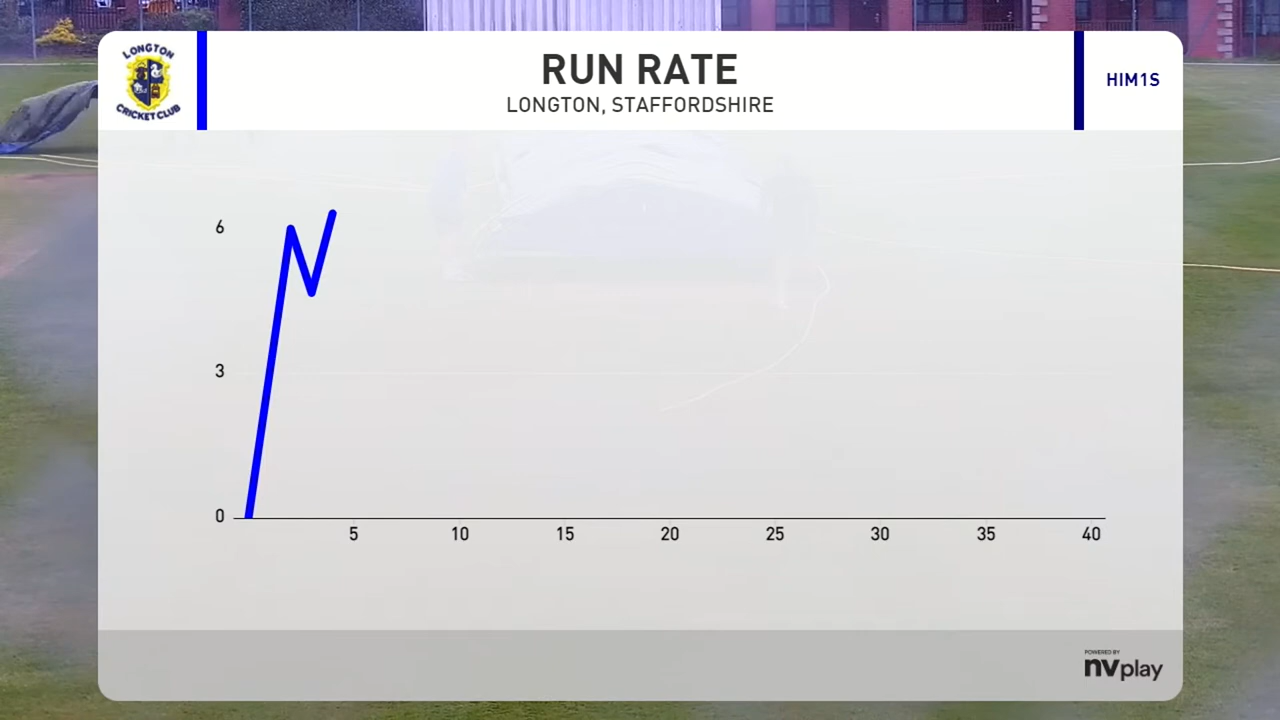 LONGTON
CRICKET CLUB
RUN RATE
LONGTON, STAFFORDSHIRE
HIM1S
6
3
0
5 10 15 20 25 30 35 40
POWERED BY
nvplay